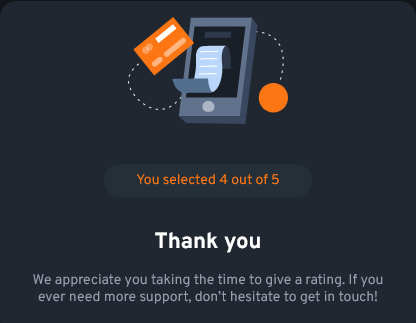 You selected 4 out of 5
Thank you
We appreciate you taking the time to give a rating. If you
ever need more support, don’t hesitate to get in touch!